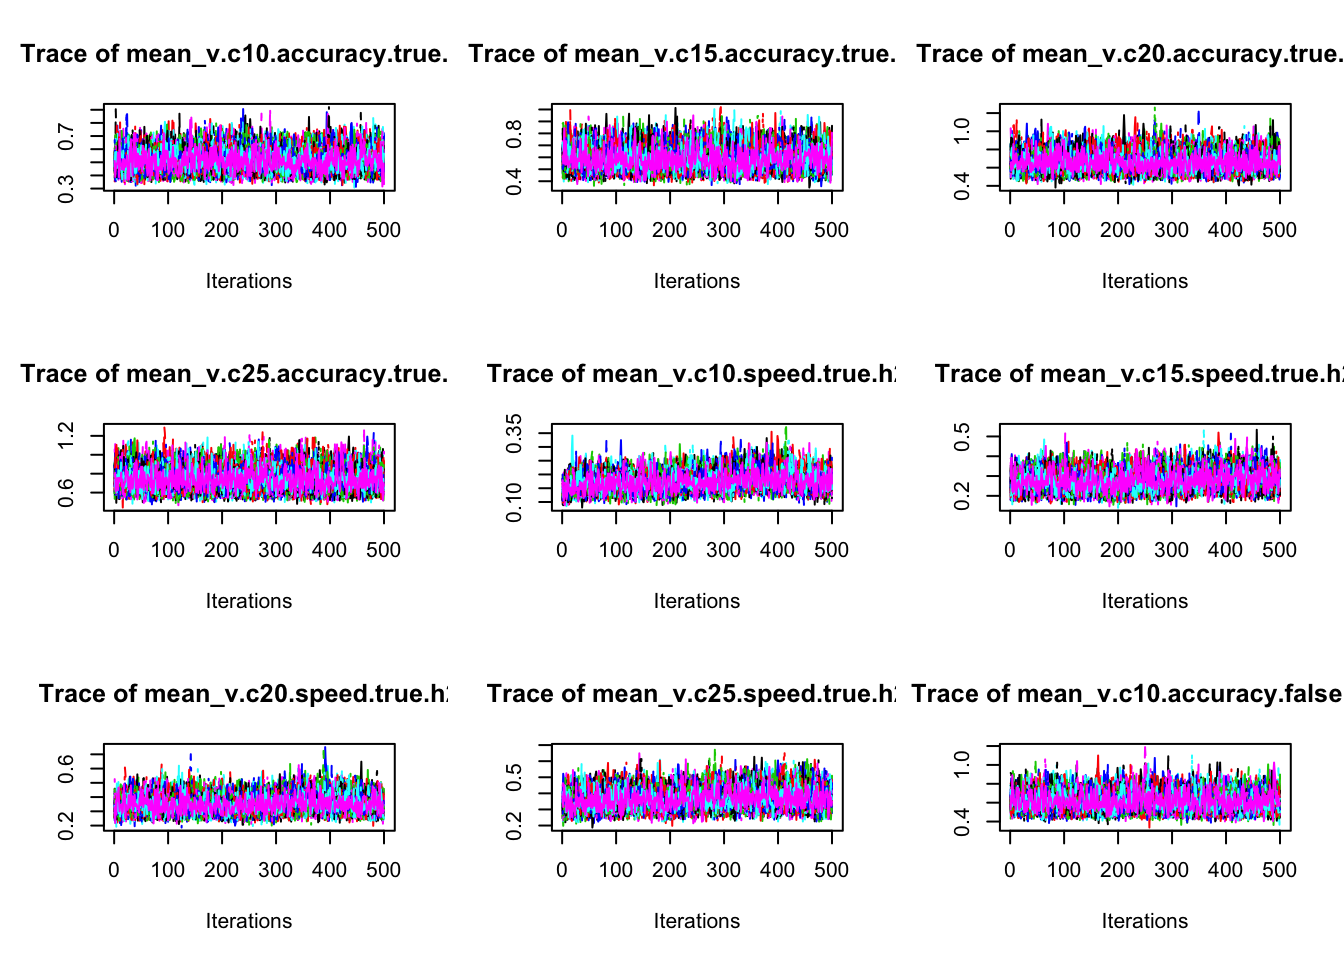 Trace of mean_v.c10.accuracy.true.
0.7
0.3
0 100 200 300 400 500
Iterations
Trace of mean_v.c15.accuracy.true.
0.8
0.4
0 100 200 300 400 500
Iterations
Trace of mean_v.c20.accuracy.true.
1.0
0.4
0 100 200 300 400 500
Iterations
Trace of mean_v.c25.accuracy.true.
1.2
0.6
0 100 200 300 400 500
Iterations
Trace of mean_v.c10.speed.true.h
0.35
0.10
0 100 200 300 400 500
Iterations
Trace of mean_v.c15.speed.true.h
0.5
0.2
0 100 200 300 400 500
Iterations
Trace of mean_v.c20.speed.true.h
0.6
0.2
0 100 200 300 400 500
Iterations
Trace of mean_v.c25.speed.true.h
0.5
0.2
0 100 200 300 400 500
Iterations
Trace of mean_v.c10.accuracy.false
1.0
0.4
0 100 200 300 400 500
Iterations